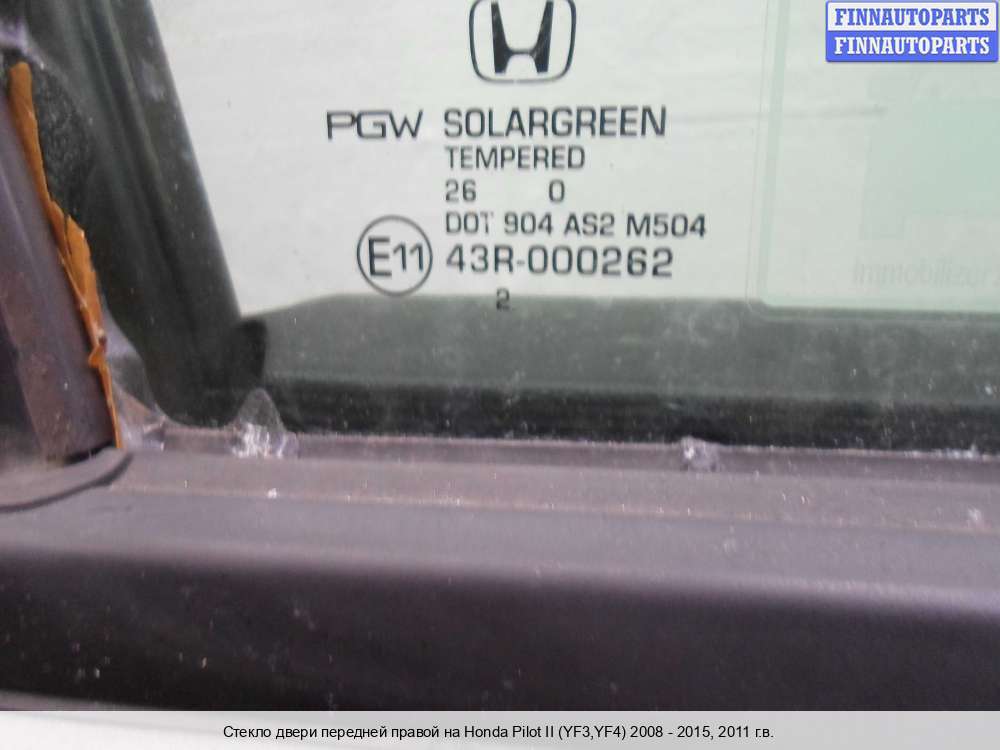 FINNAUTOPARTS
FINNAUTOPARTS
PGW SOLARGREEN
TEMPERED
26 0
DOT 904 AS2 M504
E11 43R-000262
2
immobilizer
Стекло двери передней правой на Honda Pilot II (YF3,YF4) 2008 - 2015, 2011 г.в.